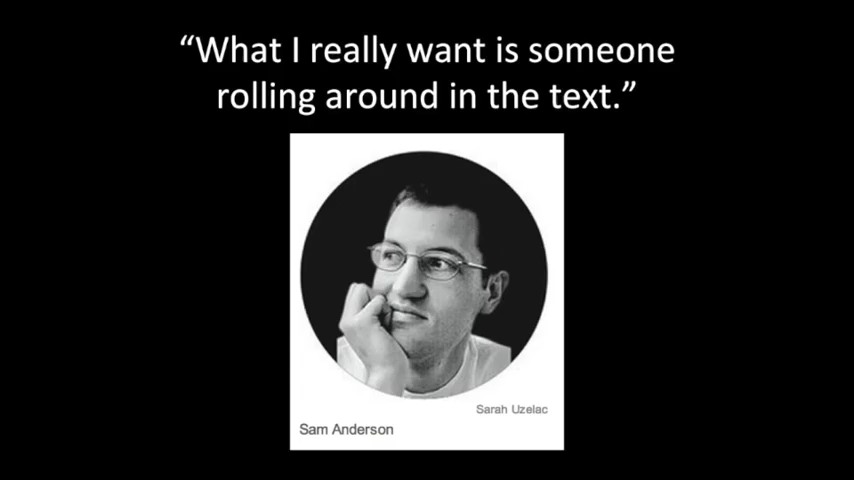 “What I really want is someone
rolling around in the text.”
Sarah Uzelac
Sam Anderson